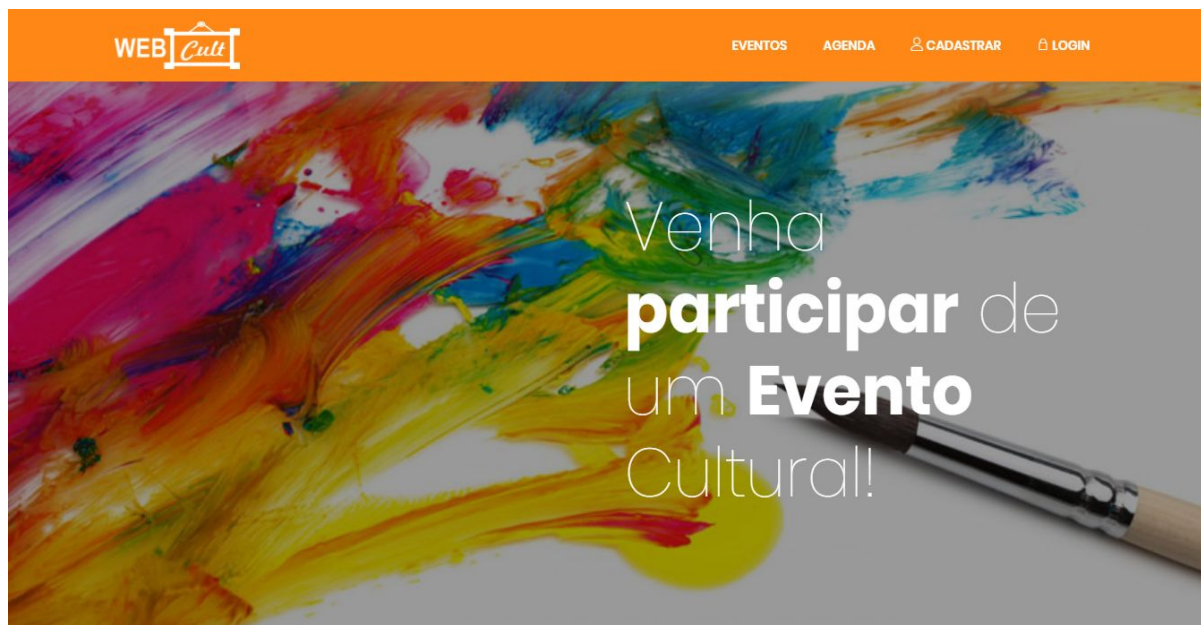 WEB Cult
EVENTOS AGENDA CADASTRAR LOGIN
Venha
participar de
um Evento
Cultural!